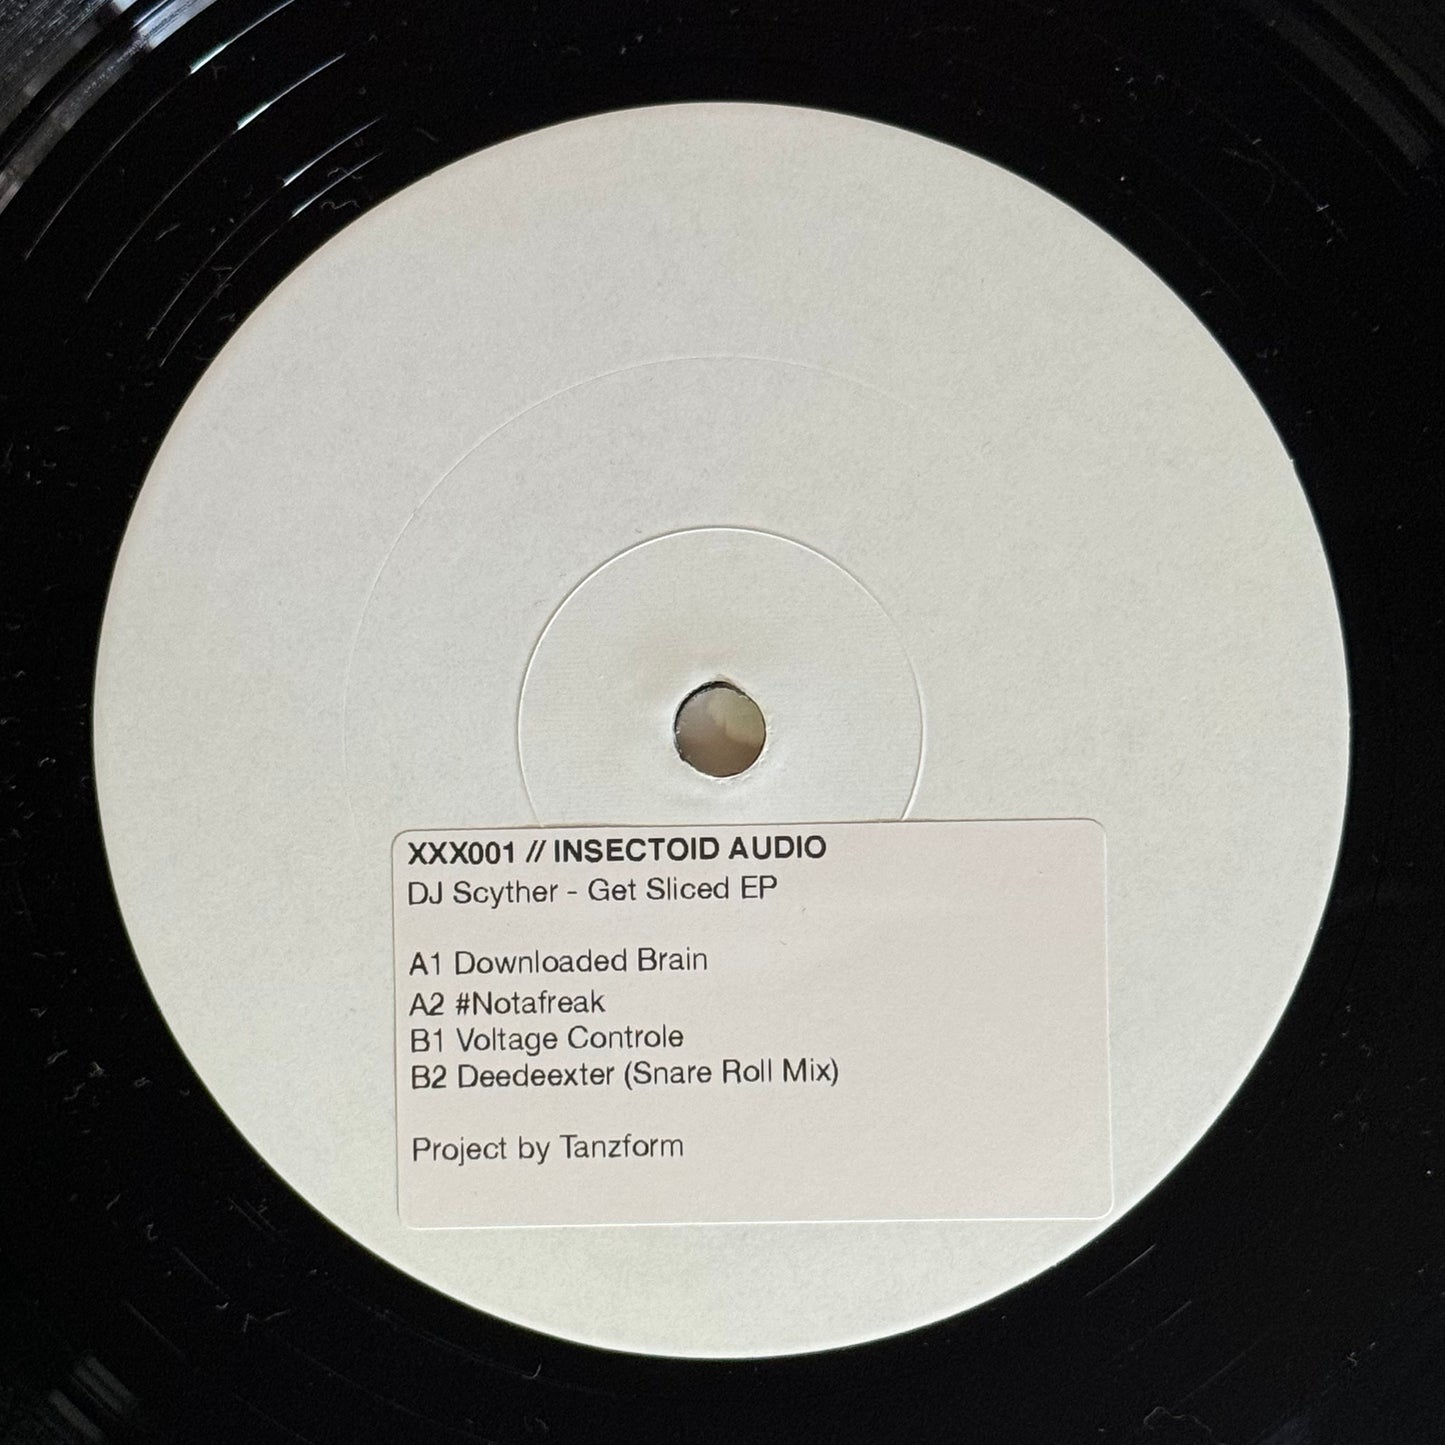 XXX001 // INSECTOID AUDIO
DJ Scyther - Get Sliced EP
A1 Downloaded Brain
A2 #Notafreak
B1 Voltage Controle
B2 Deedeexter (Snare Roll Mix)
Project by Tanzform